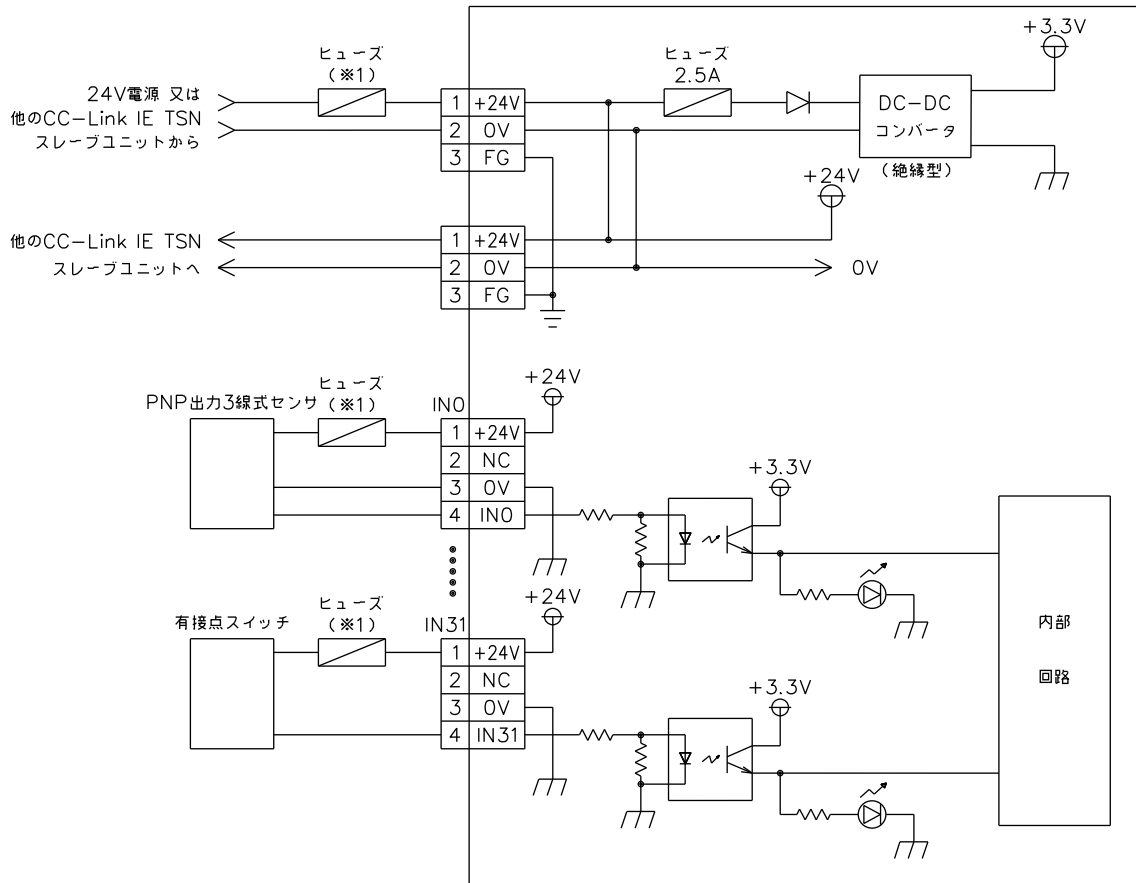 +3.3V
ヒューズ
(※1)
ヒューズ
2.5A
24V電源 又は
他のCC-Link IE TSN
スレーブユニットから
1 +24V
2 0V
3 FG
DC-DC
コンバータ
(絶縁型)
+24V
他のCC-Link IE TSN
スレーブユニットへ
1 +24V
2 0V
3 FG
0V
PNP出力3線式センサ
ヒューズ
(※1)
IN0
+24V
1 +24V
2 NC
3 0V
4 IN0
+3.3V
有接点スイッチ
ヒューズ
(※1)
IN31
+24V
1 +24V
2 NC
3 0V
4 IN31
+3.3V
内部
回路